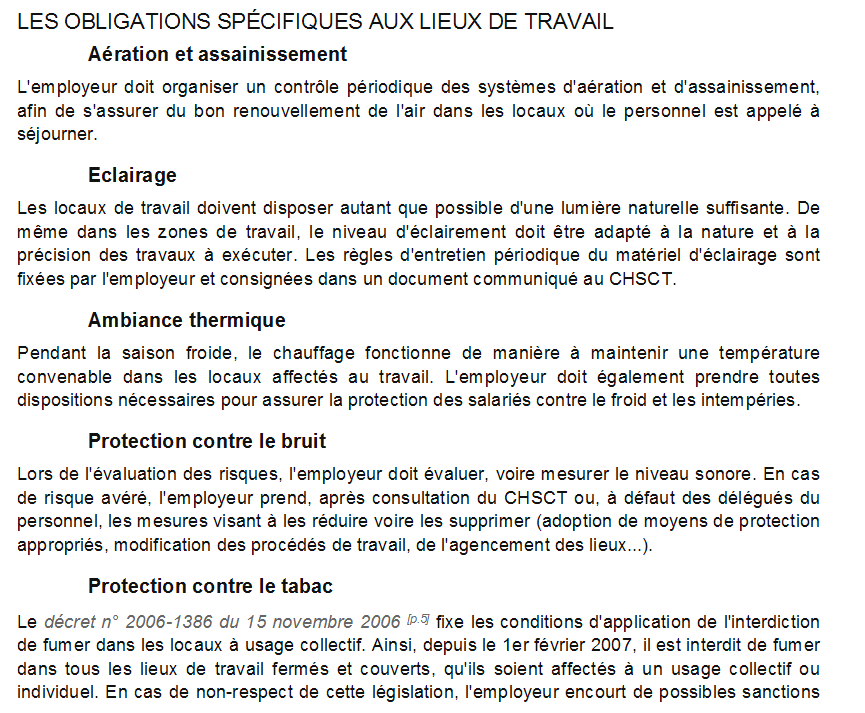 LES OBLIGATIONS SPÉCIFIQUES AUX LIEUX DE TRAVAIL
Aération et assainissement
L'employeur doit organiser un contrôle périodique des systèmes d'aération et d'assainissement,
afin de s'assurer du bon renouvellement de l'air dans les locaux où le personnel est appelé à
séjourner.
Eclairage
Les locaux de travail doivent disposer autant que possible d'une lumière naturelle suffisante. De
même dans les zones de travail, le niveau d'éclairement doit être adapté à la nature et à la
précision des travaux à exécuter. Les règles d'entretien périodique du matériel d'éclairage sont
fixées par l'employeur et consignées dans un document communiqué au CHSCT.
Ambiance thermique
Pendant la saison froide, le chauffage fonctionne de manière à maintenir une température
convenable dans les locaux affectés au travail. L'employeur doit également prendre toutes
dispositions nécessaires pour assurer la protection des salariés contre le froid et les intempéries.
Protection contre le bruit
Lors de l'évaluation des risques, l'employeur doit évaluer, voire mesurer le niveau sonore. En cas
de risque avéré, l'employeur prend, après consultation du CHSCT ou, à défaut des délégués du
personnel, les mesures visant à les réduire voire les supprimer (adoption de moyens de protection
appropriés, modification des procédés de travail, de l'agencement des lieux...).
Protection contre le tabac
Le décret n° 2006-1386 du 15 novembre 2006 [p.5] fixe les conditions d'application de l'interdiction
de fumer dans les locaux à usage collectif. Ainsi, depuis le 1er février 2007, il est interdit de fumer
dans tous les lieux de travail fermés et couverts, qu'ils soient affectés à un usage collectif ou
individuel. En cas de non-respect de cette législation, l'employeur encourt de possibles sanctions